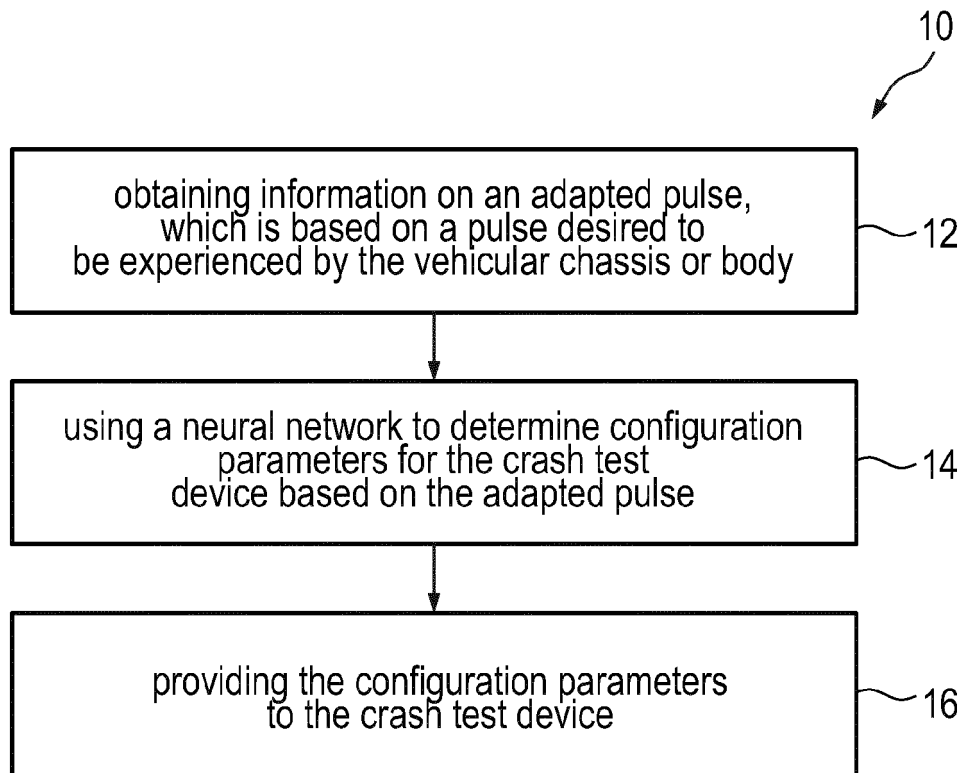 10
obtaining information on an adapted pulse,
which is based on a pulse desired to
be experienced by the vehicular chassis or body
12
using a neural network to determine configuration
parameters for the crash test
device based on the adapted pulse
14
providing the configuration parameters
to the crash test device
16